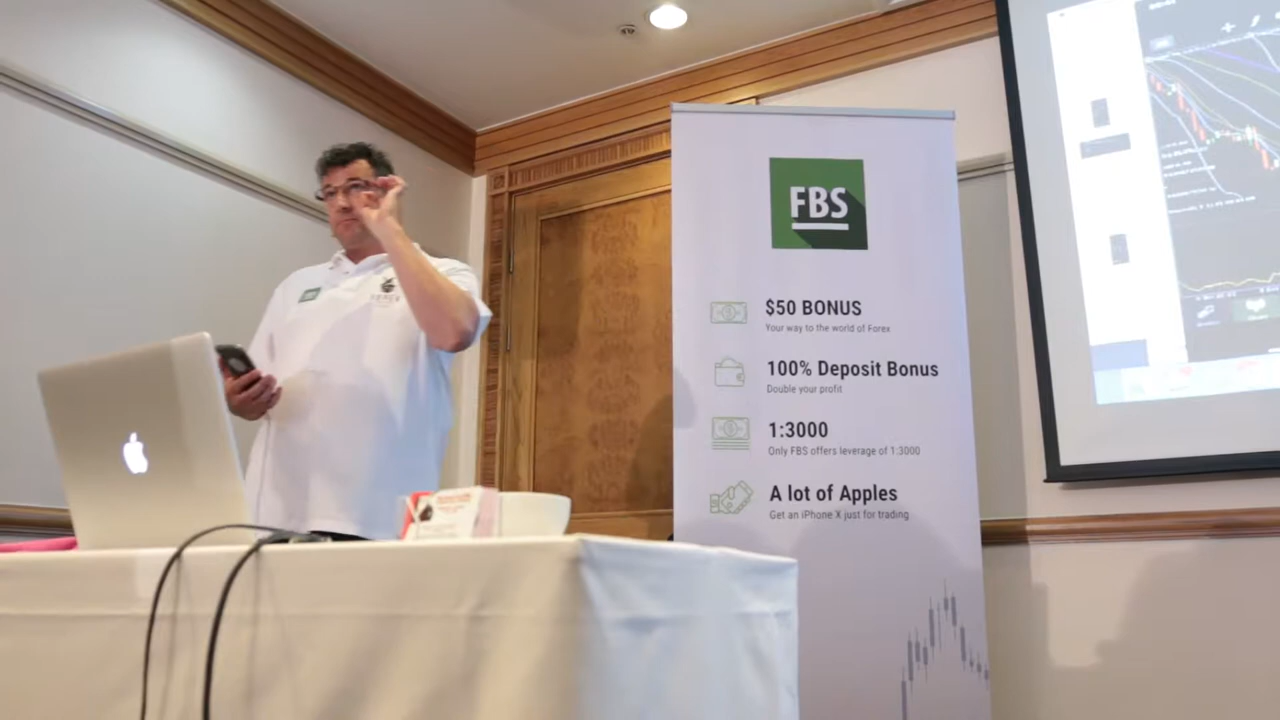 FBS
$50 BONUS
Your way to the world of Forex
100% Deposit Bonus
Double your profit
1:3000
Only FBS offers leverage of 1:3000
A lot of Apples
Get an iPhone X just for trading